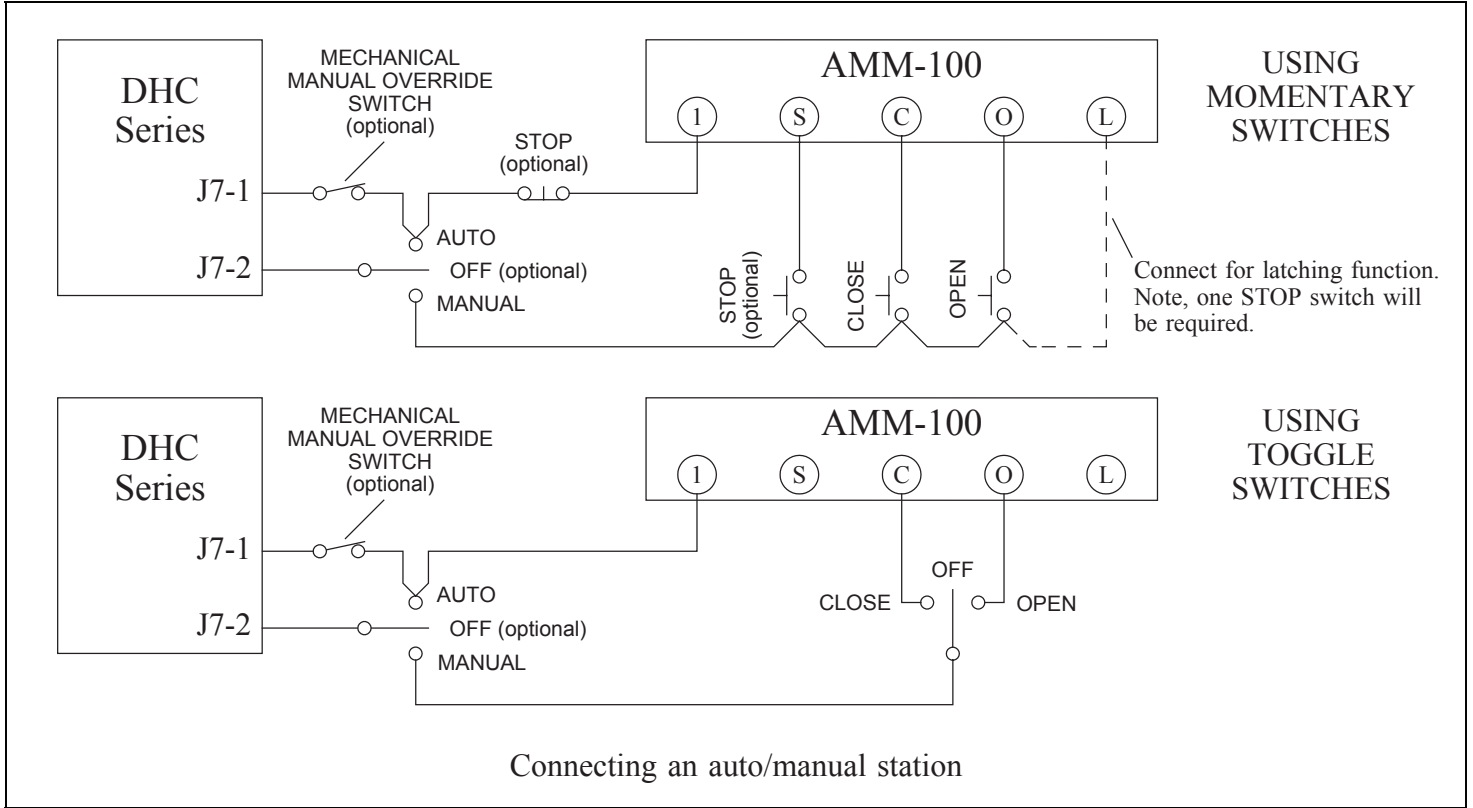 DHC
Series
J7-1
J7-2
MECHANICAL
MANUAL OVERRIDE
SWITCH
(optional)
STOP
(optional)
AUTO
OFF (optional)
MANUAL
AMM-100
1 S C O L
STOP
(optional)
CLOSE
OPEN
USING
MOMENTARY
SWITCHES
Connect for latching function.
Note, one STOP switch will
be required.
DHC
Series
J7-1
J7-2
MECHANICAL
MANUAL OVERRIDE
SWITCH
(optional)
AUTO
OFF (optional)
MANUAL
AMM-100
1 S C O L
OFF
CLOSE
OPEN
USING
TOGGLE
SWITCHES
Connecting an auto/manual station